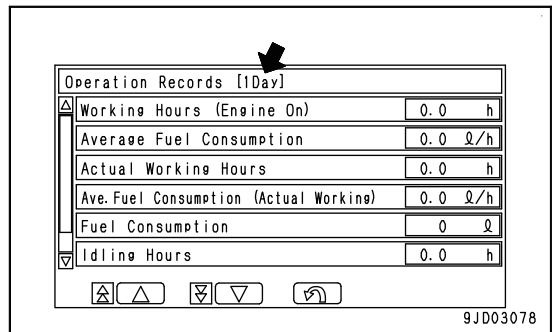 Operation Records [1Day]
Working Hours (Engine On) 0.0 h
Average Fuel Consumption 0.0 ℓ/h
Actual Working Hours 0.0 h
Ave.Fuel Consumption (Actual Working) 0.0 ℓ/h
Fuel Consumption 0 ℓ
Idling Hours 0.0 h
9JD03078